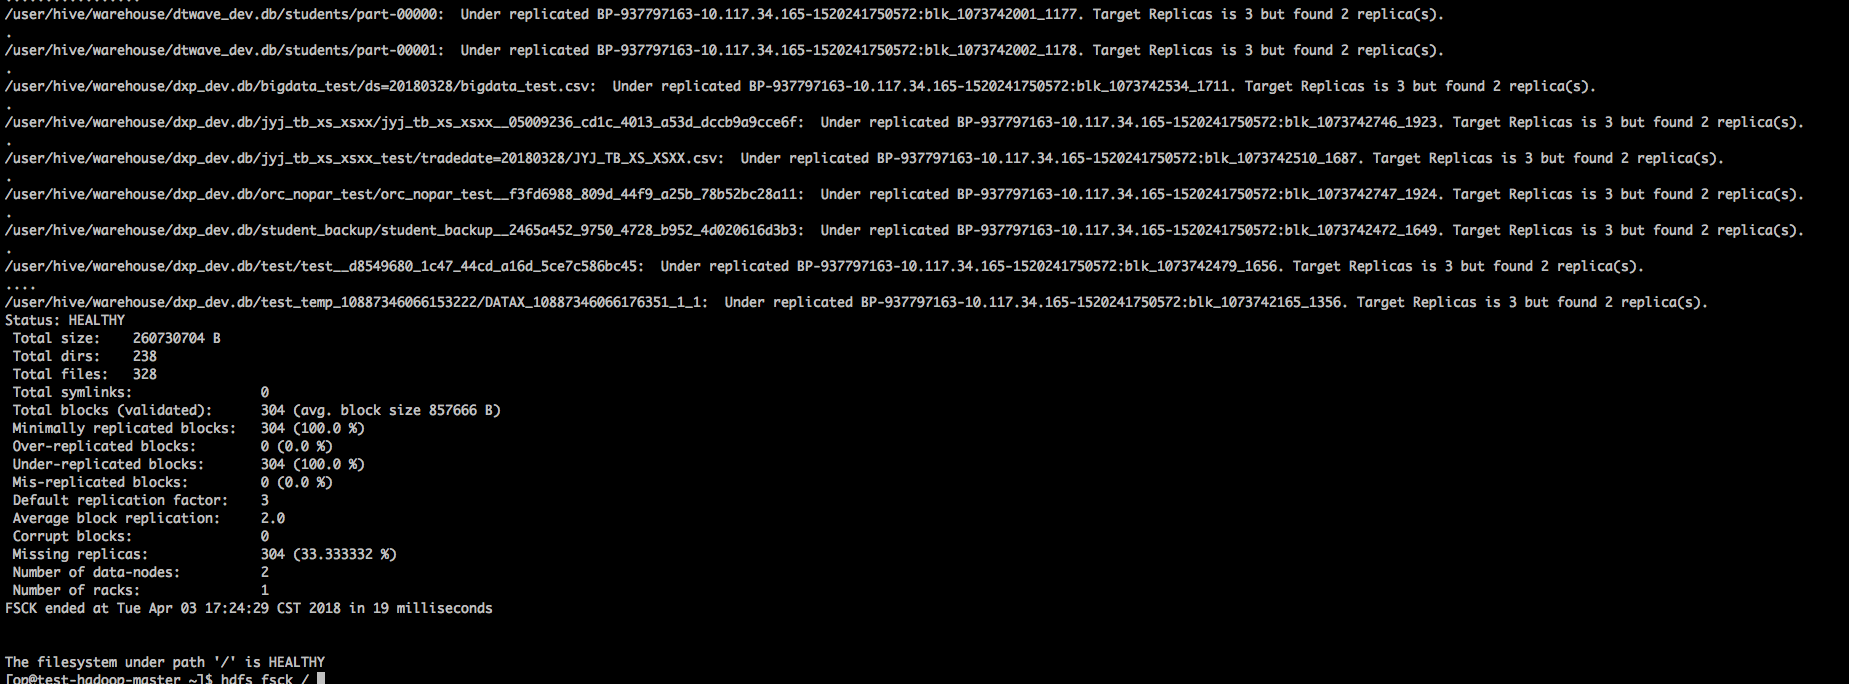 .................
/user/hive/warehouse/dtwave_dev.db/students/part-00000:  Under replicated BP-937797163-10.117.34.165-1520241750572:blk_1073742001_1177. Target Replicas is 3 but found 2 replica(s).
.
/user/hive/warehouse/dtwave_dev.db/students/part-00001:  Under replicated BP-937797163-10.117.34.165-1520241750572:blk_1073742002_1178. Target Replicas is 3 but found 2 replica(s).
.
/user/hive/warehouse/dxp_dev.db/bigdata_test/ds=20180328/bigdata_test.csv:  Under replicated BP-937797163-10.117.34.165-1520241750572:blk_1073742534_1711. Target Replicas is 3 but found 2 replica(s).
.
/user/hive/warehouse/dxp_dev.db/jyj_tb_xs_xsxx/jyj_tb_xs_xsxx__05009236_cd1c_4013_a53d_dccb9a9cce6f:  Under replicated BP-937797163-10.117.34.165-1520241750572:blk_1073742746_1923. Target Replicas is 3 but found 2 replica(s).
.
/user/hive/warehouse/dxp_dev.db/jyj_tb_xs_xsxx_test/tradedate=20180328/JYJ_TB_XS_XSXX.csv:  Under replicated BP-937797163-10.117.34.165-1520241750572:blk_1073742510_1687. Target Replicas is 3 but found 2 replica(s).
.
/user/hive/warehouse/dxp_dev.db/orc_nopar_test/orc_nopar_test__f3fd6988_809d_44f9_a25b_78b52bc28a11:  Under replicated BP-937797163-10.117.34.165-1520241750572:blk_1073742747_1924. Target Replicas is 3 but found 2 replica(s).
.
/user/hive/warehouse/dxp_dev.db/student_backup/student_backup__2465a452_9750_4728_b952_4d020616d3b3:  Under replicated BP-937797163-10.117.34.165-1520241750572:blk_1073742472_1649. Target Replicas is 3 but found 2 replica(s).
.
/user/hive/warehouse/dxp_dev.db/test/test__d8549680_1c47_44cd_a16d_5ce7c586bc45:  Under replicated BP-937797163-10.117.34.165-1520241750572:blk_1073742479_1656. Target Replicas is 3 but found 2 replica(s).
....
/user/hive/warehouse/dxp_dev.db/test_temp_10887346066153222/DATAX_10887346066176351_1_1:  Under replicated BP-937797163-10.117.34.165-1520241750572:blk_1073742165_1356. Target Replicas is 3 but found 2 replica(s).
Status: HEALTHY
 Total size:    260730704 B
 Total dirs:    238
 Total files:   328
 Total symlinks:                0
 Total blocks (validated):      304 (avg. block size 857666 B)
 Minimally replicated blocks:   304 (100.0 %)
 Over-replicated blocks:        0 (0.0 %)
 Under-replicated blocks:       304 (100.0 %)
 Mis-replicated blocks:         0 (0.0 %)
 Default replication factor:    3
 Average block replication:     2.0
 Corrupt blocks:                0
 Missing replicas:              304 (33.333332 %)
 Number of data-nodes:          2
 Number of racks:               1
FSCK ended at Tue Apr 03 17:24:29 CST 2018 in 19 milliseconds
The filesystem under path '/' is HEALTHY
[op@test-hadoop-master ~]$ hdfs fsck /